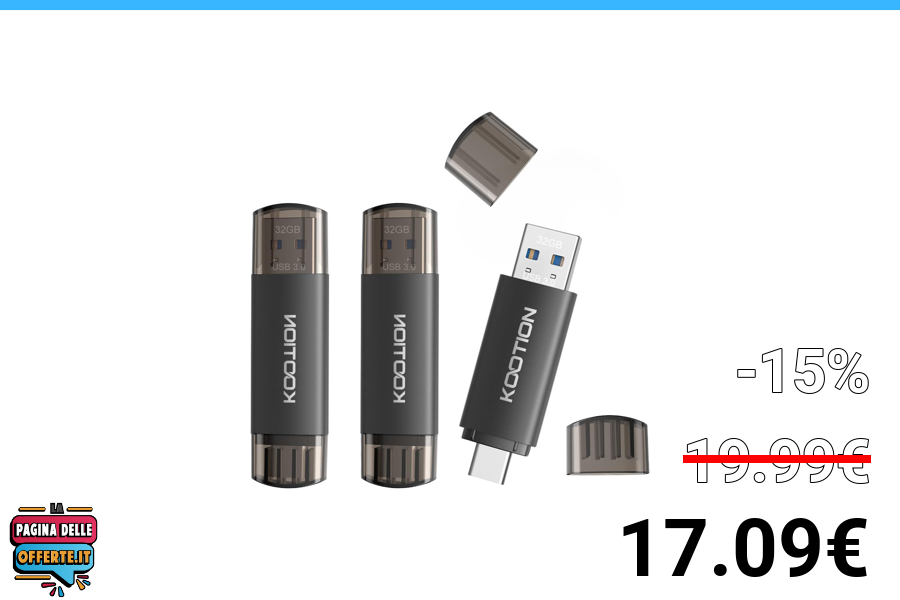 32GB
USB 3.0
KOOTION
32GB
USB 3.0
KOOTION
32GB
KOOTION
-15%
19.99€
17.09€
LA
PAGINA DELLE
OFFERTE.IT